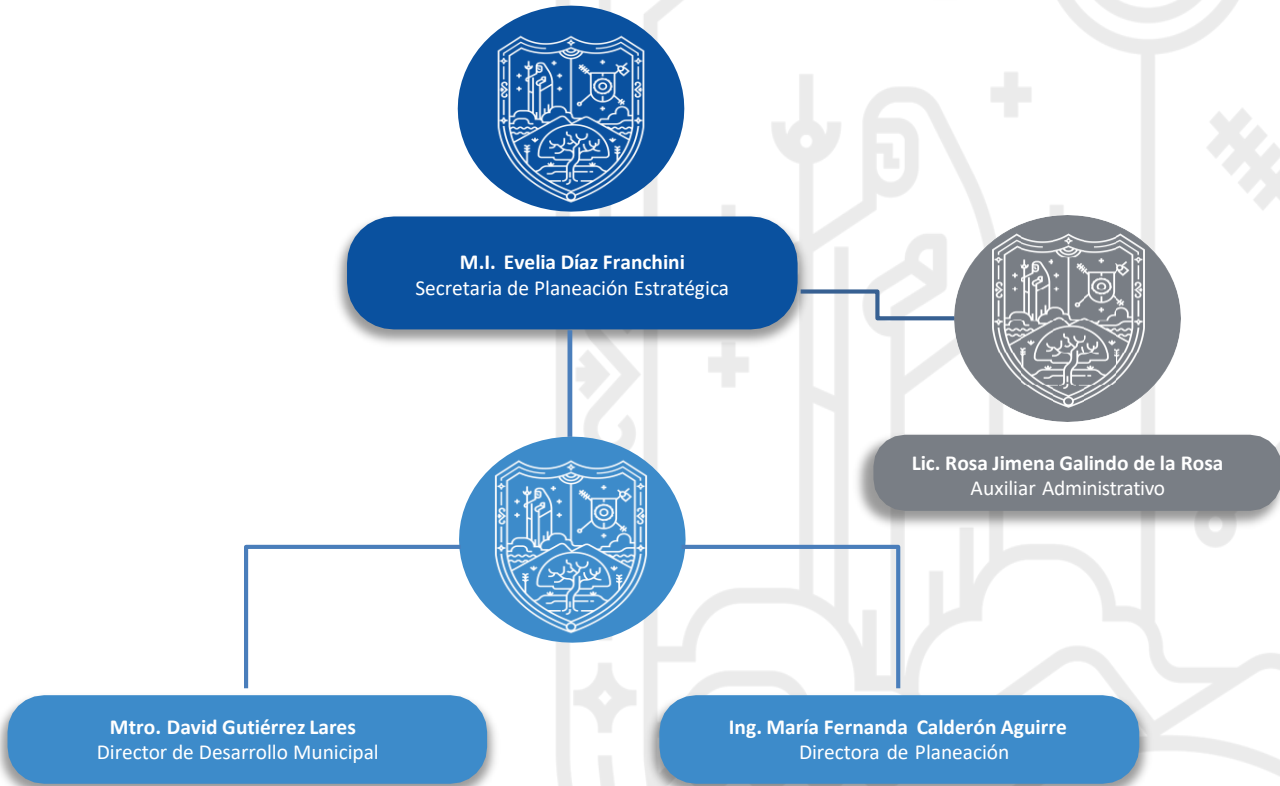 M.I. Evelia Díaz Franchini
Secretaria de Planeación Estratégica
Lic. Rosa Jimena Galindo de la Rosa
Auxiliar Administrativo
Mtro. David Gutiérrez Lares
Director de Desarrollo Municipal
Ing. María Fernanda Calderón Aguirre
Directora de Planeación